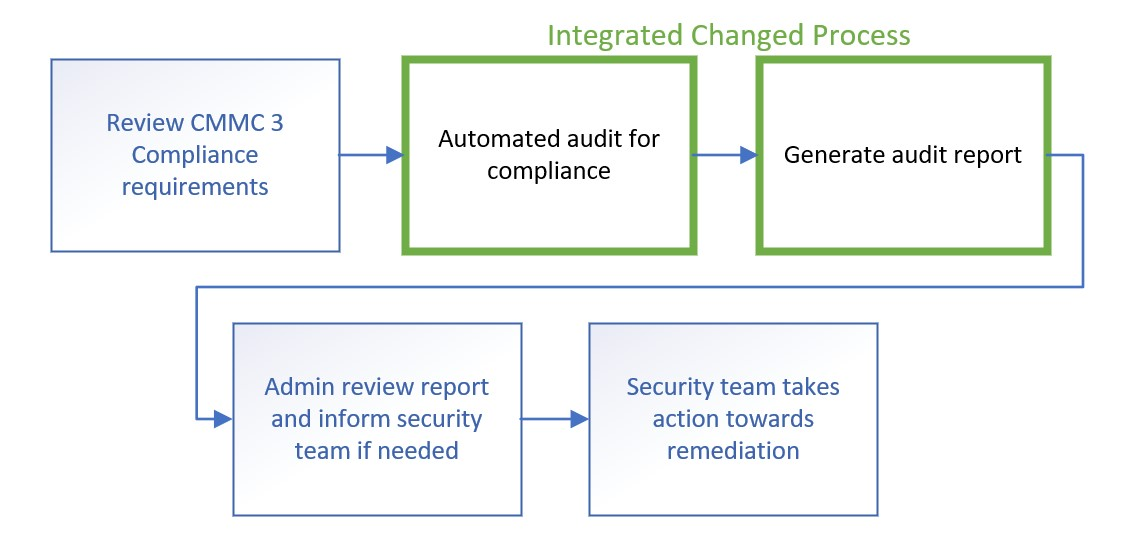 Integrated Changed Process
Review CMMC 3
Compliance
requirements
Automated audit for
compliance
Generate audit report
Admin review report
and inform security
team if needed
Security team takes
action towards
remediation